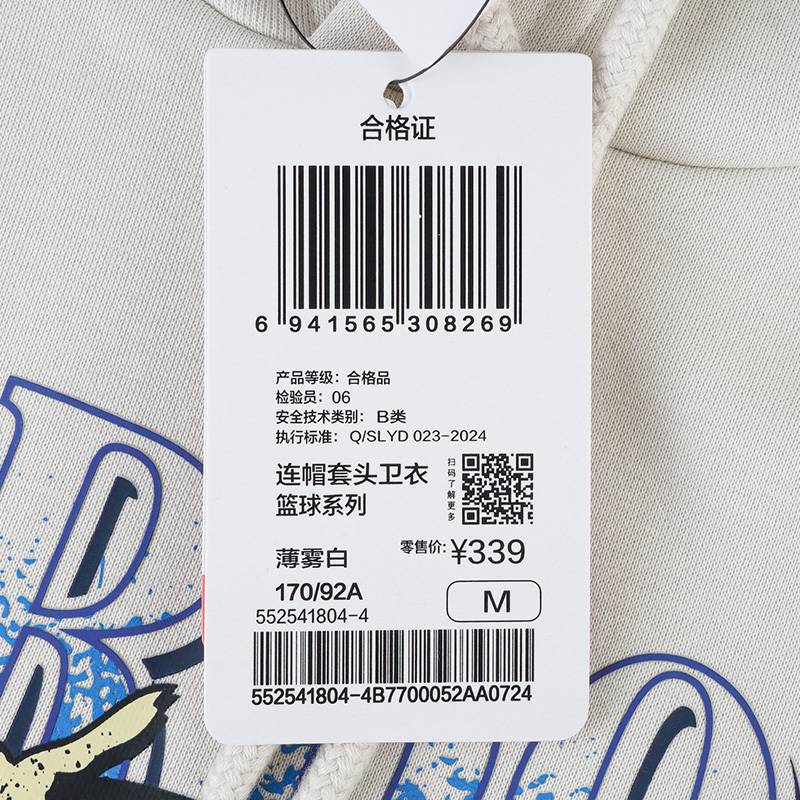 合格证
6 941565 308269
产品等级：合格品
检验员：06
安全技术类别：B类
执行标准：Q/SLYD 023-2024
连帽套头卫衣
篮球系列
扫码了解更多
薄雾白
零售价:¥339
170/92A
M
552541804-4
552541804-4B7700052AA0724